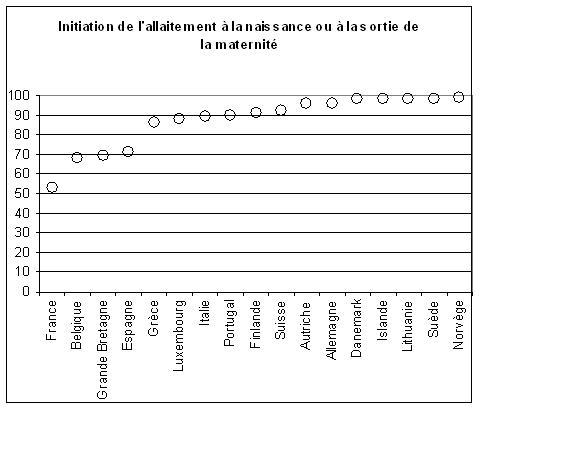 Initiation de l'allaitement à la naissance ou à la sortie de
la maternité
100
90
80
70
60
50
40
30
20
10
0
France
Belgique
Grande Bretagne
Espagne
Grèce
Luxembourg
Italie
Portugal
Finlande
Suisse
Autriche
Allemagne
Danemark
Islande
Lithuanie
Suède
Norvège